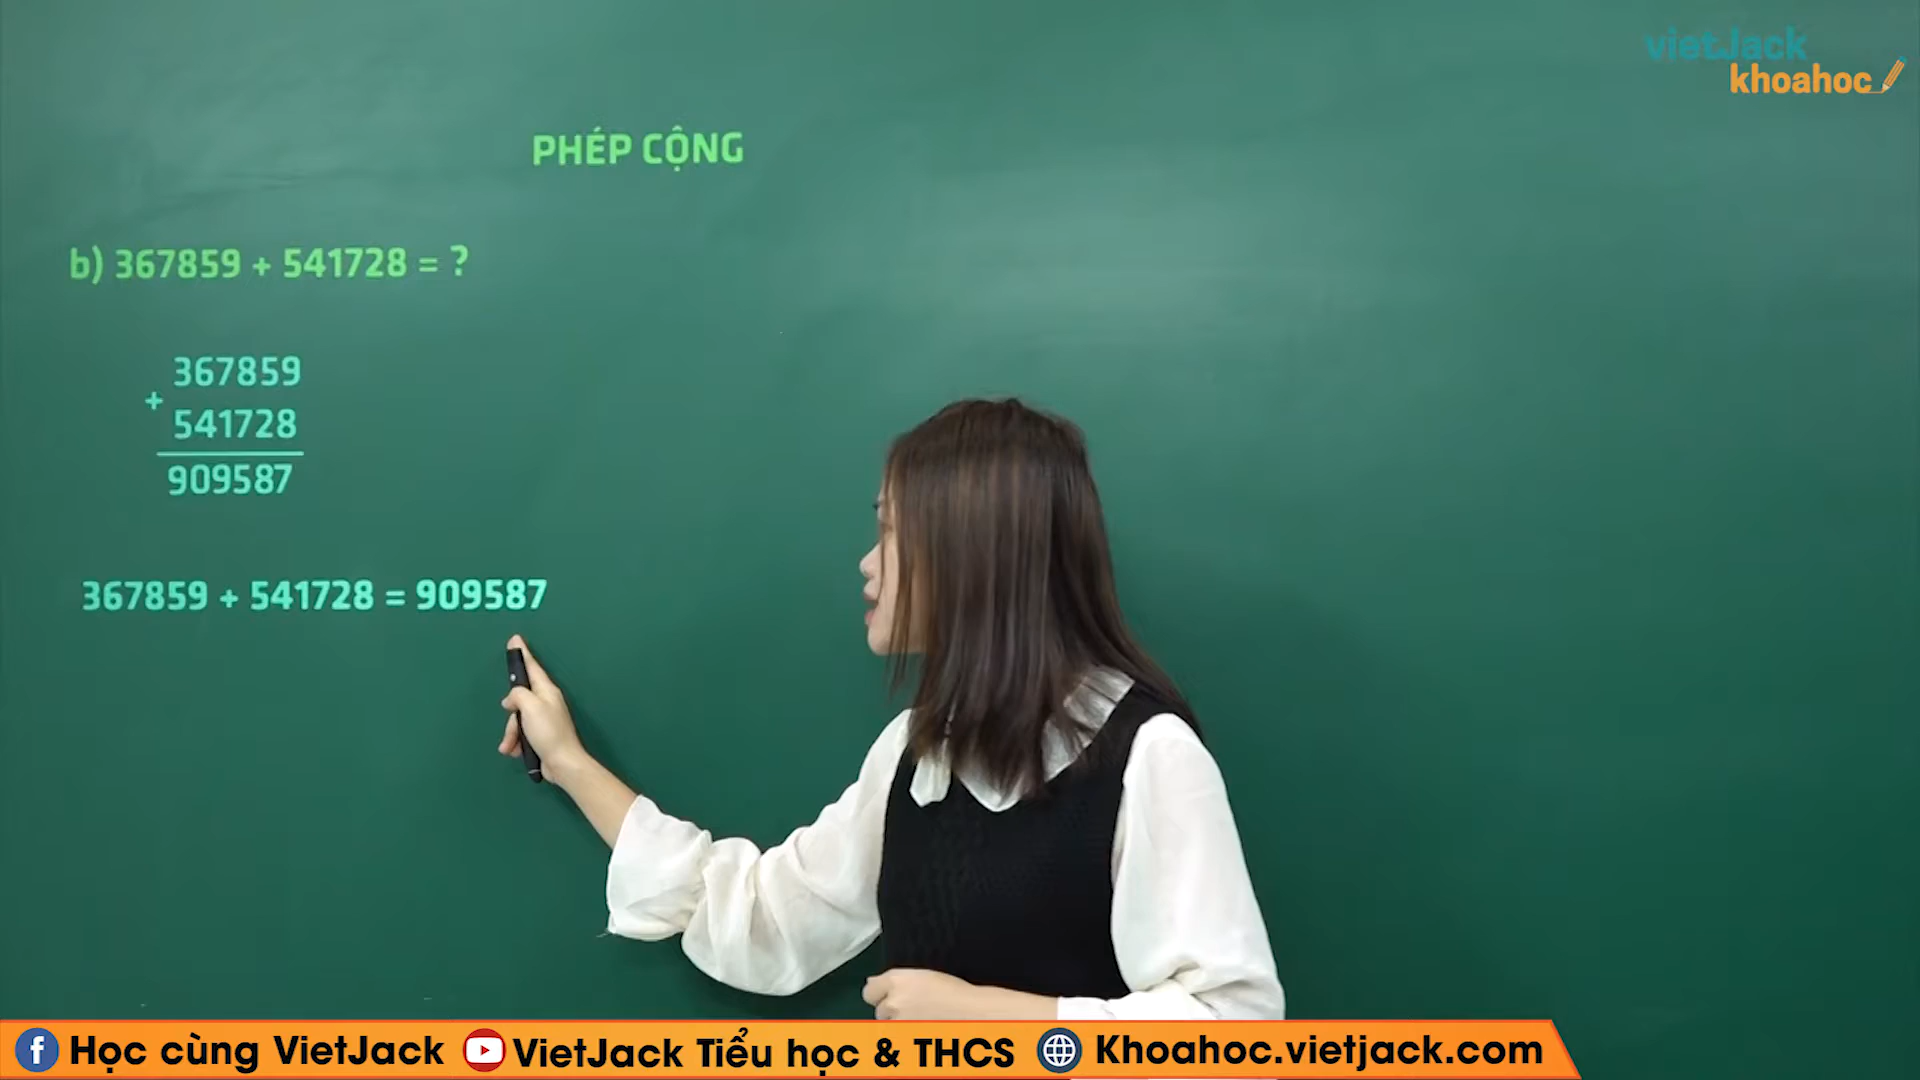 vietJack
khoahoc
PHÉP CỘNG
b) 367859 + 541728 = ?
367859
+
541728
909587
367859 + 541728 = 909587
Học cùng VietJack
VietJack Tiểu học & THCS
Khoahoc.vietjack.com